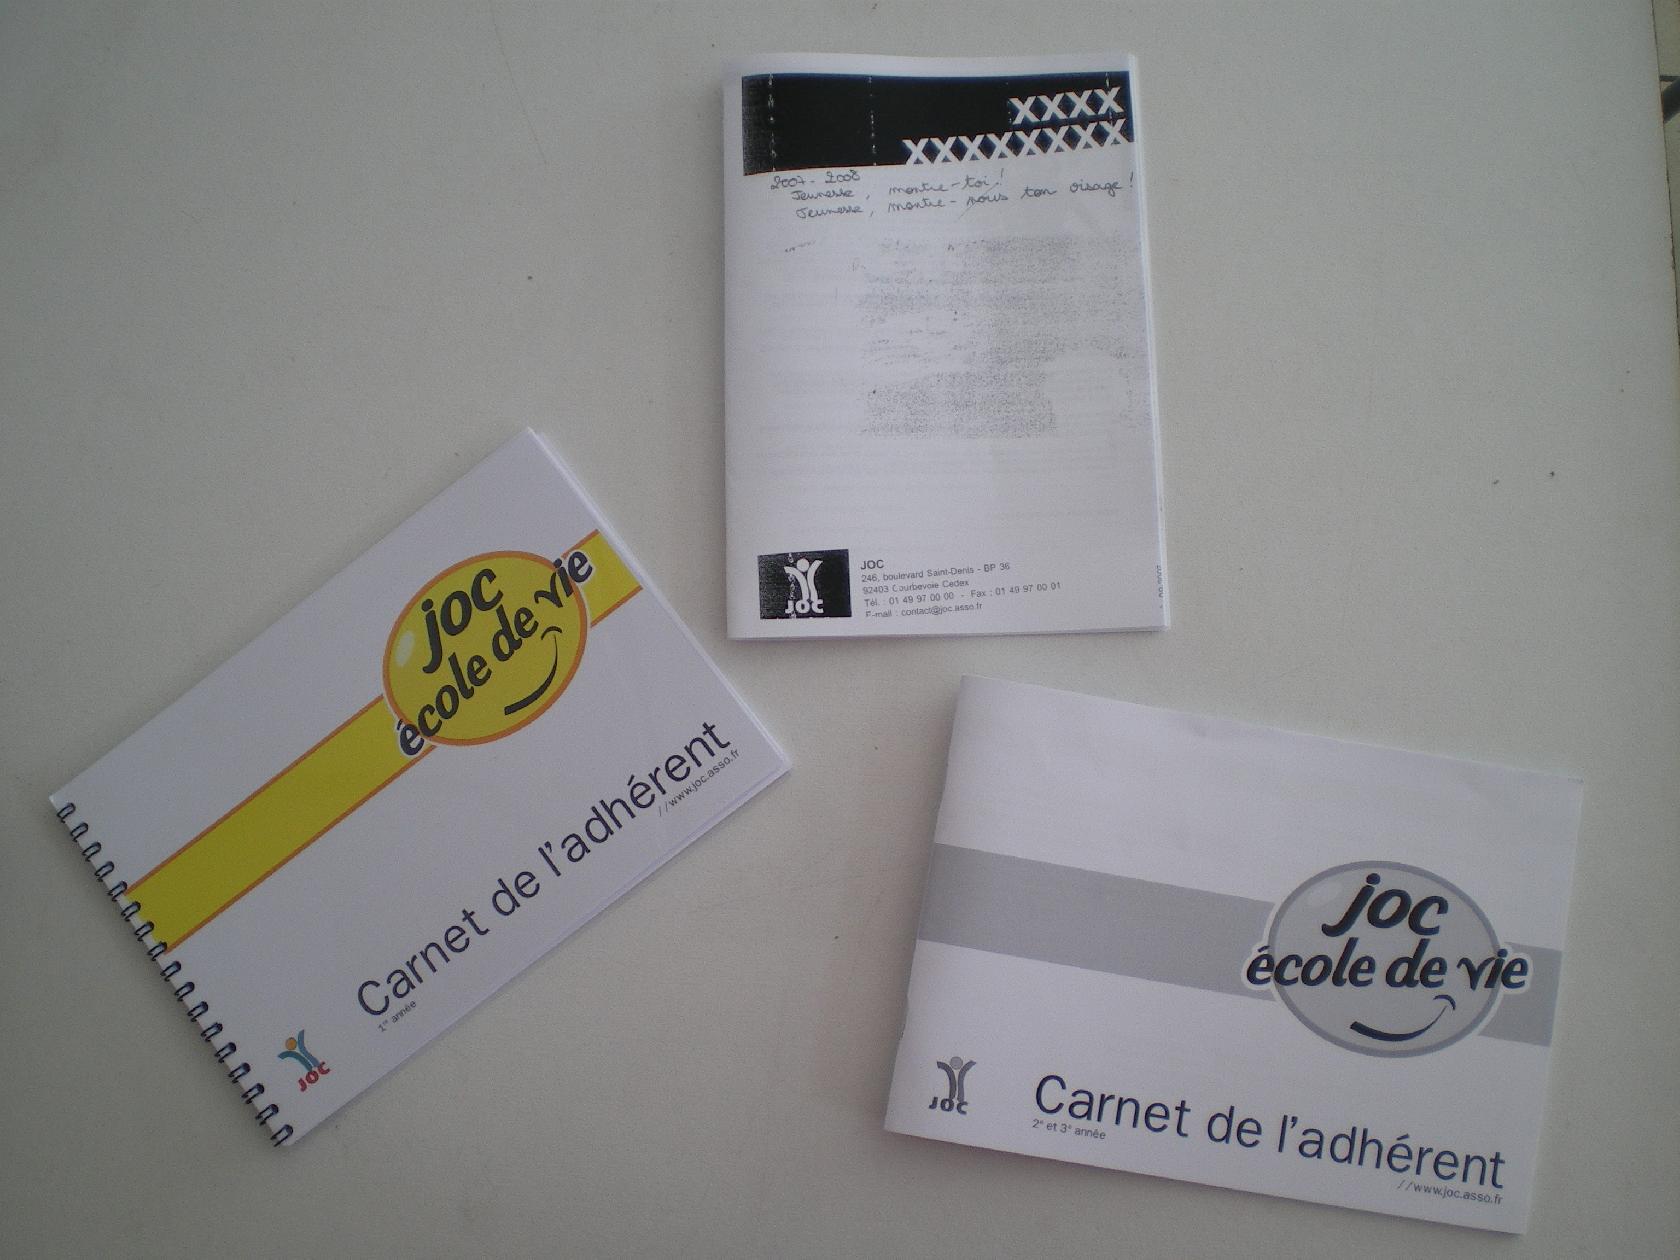 XXXX
XXXXXXXX
2007 - 2008
Jeunesse, montre-toi !
Jeunesse, montre-nous ton visage !
JOC
JOC
246, boulevard Saint-Denis - BP 36
92403 Courbevoie Cedex
Tél. : 01 49 97 00 00 - Fax : 01 49 97 00 01
E-mail : contact@joc.asso.fr
joc
école de vie
Carnet de l'adhérent
//www.joc.asso.fr
1re année
JOC
joc
école de vie
Carnet de l'adhérent
2e et 3e année
//www.joc.asso.fr
JOC